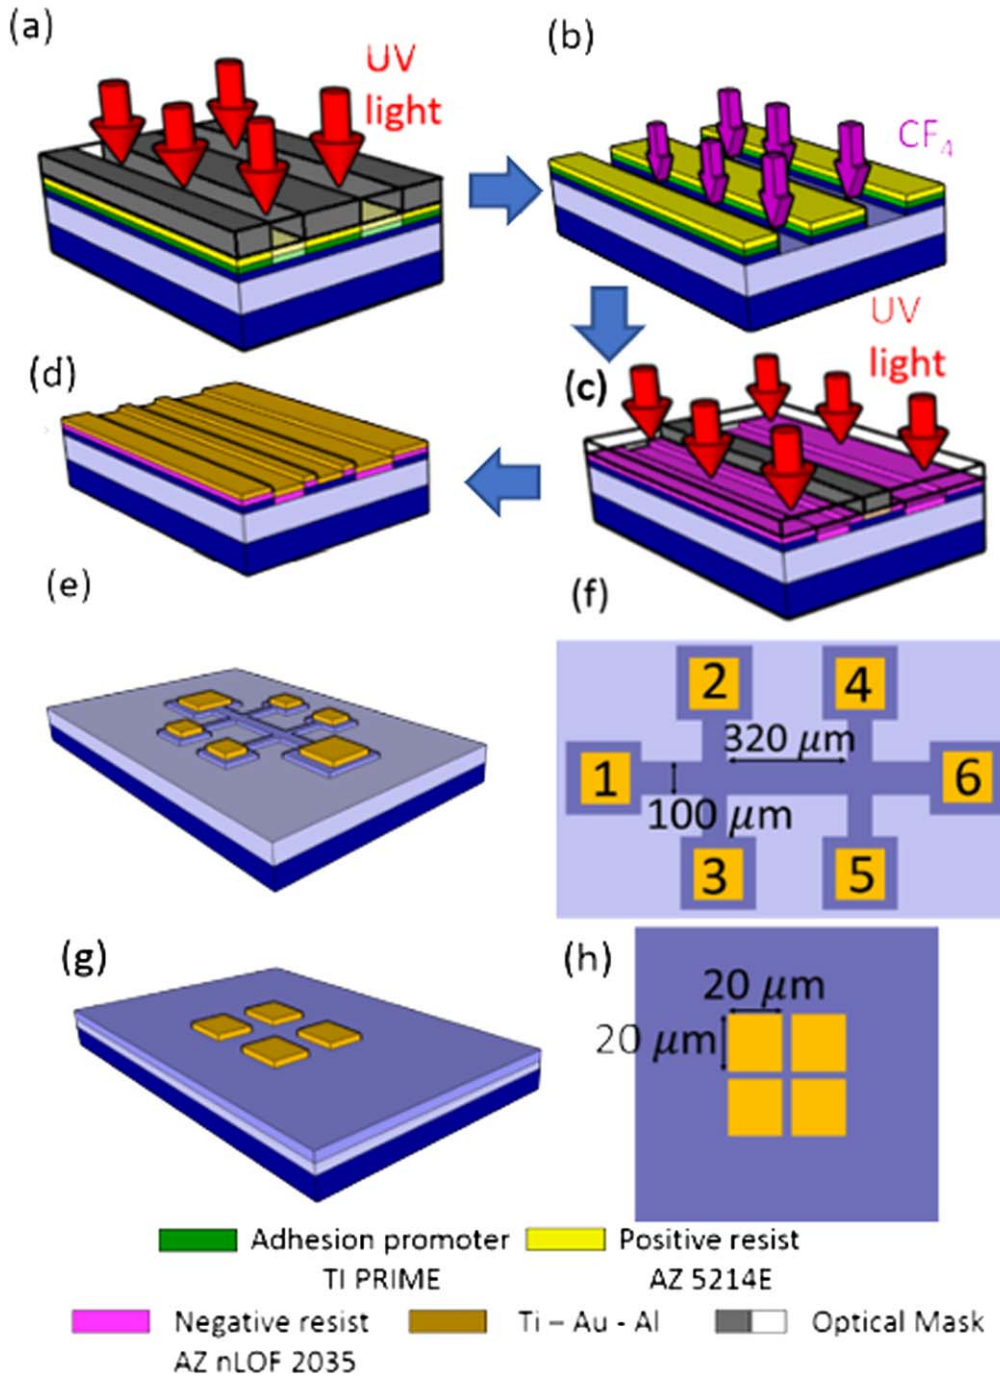 (a)
UV
light
(b)
CF₄
(c)
UV
light
(d)
(e)
(f)
2
4
320 μm
1
6
100 μm
3
5
(g)
(h)
20 μm
20 μm
Adhesion promoter
TI PRIME
Positive resist
AZ 5214E
Negative resist
AZ nLOF 2035
Ti – Au - Al
Optical Mask